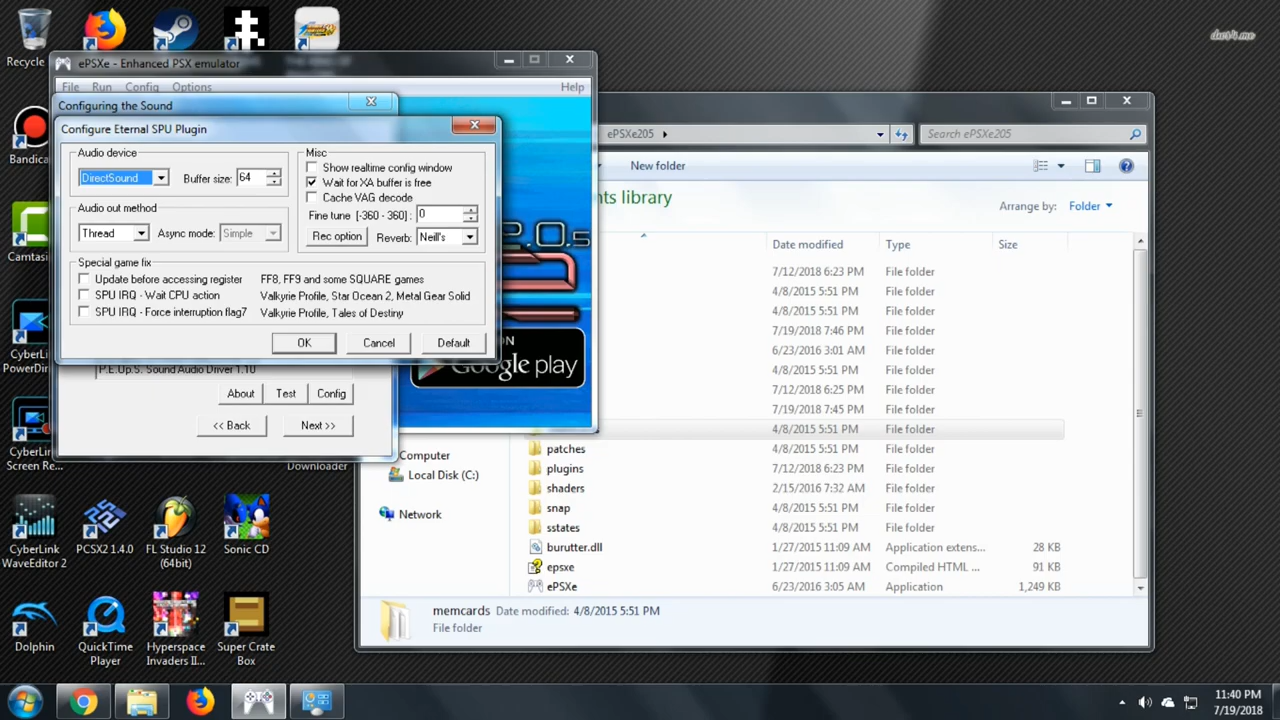 dart4.me
Recycle
ePSXe - Enhanced PSX emulator
File Run Config Options Help
Configuring the Sound
Configure Eternal SPU Plugin
Audio device
DirectSound Buffer size: 64
Audio out method
Thread Async mode: Simple
Misc
Show realtime config window
Wait for XA buffer is free
Cache VAG decode
Fine tune [-360 - 360] : 0
Rec option Reverb: Neill's
Special game fix
Update before accessing register FF8, FF9 and some SQUARE games
SPU IRQ - Wait CPU action Valkyrie Profile, Star Ocean 2, Metal Gear Solid
SPU IRQ - Force interruption flag7 Valkyrie Profile, Tales of Destiny
OK Cancel Default
P.E.Op.S. Sound Audio Driver 1.10
About Test Config
<< Back Next >>
2.0.5
ON
Google play
ePSXe205
Search ePSXe205
New folder
nts library
Arrange by: Folder
Date modified Type Size
7/12/2018 6:23 PM File folder
4/8/2015 5:51 PM File folder
4/8/2015 5:51 PM File folder
7/19/2018 7:46 PM File folder
6/23/2016 3:01 AM File folder
4/8/2015 5:51 PM File folder
7/12/2018 6:25 PM File folder
7/19/2018 7:45 PM File folder
4/8/2015 5:51 PM File folder
patches 4/8/2015 5:51 PM File folder
plugins 7/12/2018 6:23 PM File folder
shaders 2/15/2016 7:32 AM File folder
snap 4/8/2015 5:51 PM File folder
sstates 4/8/2015 5:51 PM File folder
burutter.dll 1/27/2015 11:09 AM Application extens... 28 KB
epsxe 1/27/2015 11:09 AM Compiled HTML ... 91 KB
ePSXe 6/23/2016 3:05 AM Application 1,249 KB
Computer
Local Disk (C:)
Network
memcards Date modified: 4/8/2015 5:51 PM
File folder
Bandica
Camtas
CyberLi
PowerDir
CyberLi
Screen Re...
Downloader
CyberLink
WaveEditor 2
PCSX2 1.4.0
FL Studio 12
(64bit)
Sonic CD
Dolphin
QuickTime
Player
Hyperspace
Invaders II...
Super Crate
Box
11:40 PM
7/19/2018